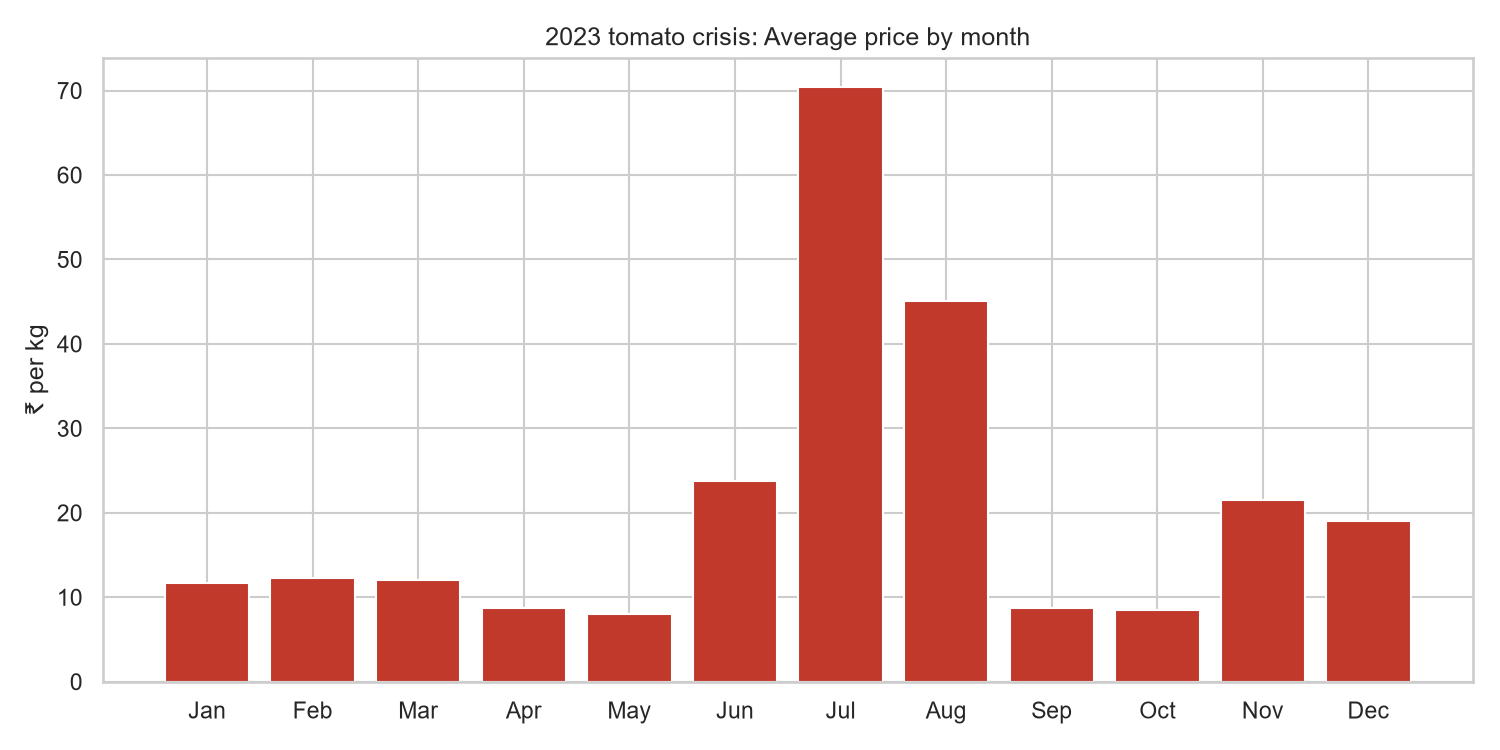 2023 tomato crisis: Average price by month
₹ per kg
70
60
50
40
30
20
10
0
Jan Feb Mar Apr May Jun Jul Aug Sep Oct Nov Dec